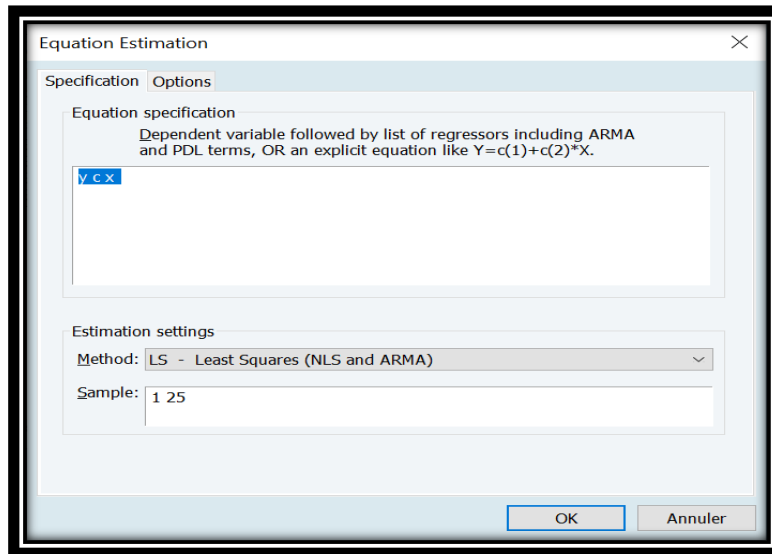 Equation Estimation
Specification Options
Equation specification
Dependent variable followed by list of regressors including ARMA
and PDL terms, OR an explicit equation like Y=c(1)+c(2)*X.
y c x
Estimation settings
Method: LS - Least Squares (NLS and ARMA)
Sample: 1 25
OK Annuler